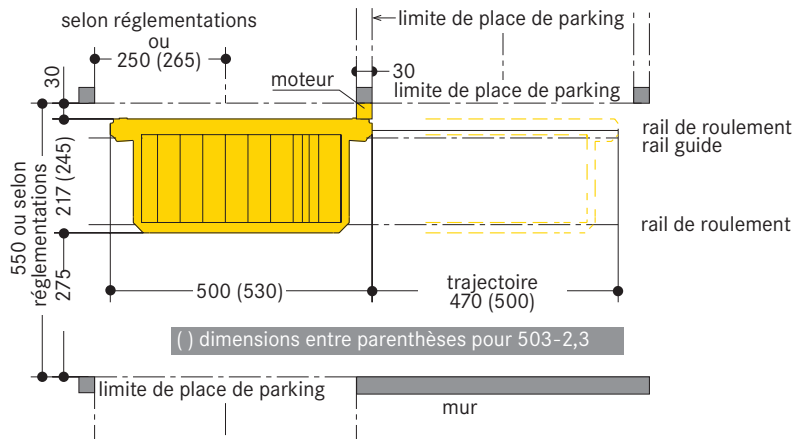 selon réglementations
ou
250 (265)
limite de place de parking
30
moteur
30
limite de place de parking
rail de roulement
rail guide
550 ou selon
réglementations
217 (245)
275
rail de roulement
500 (530)
trajectoire
470 (500)
( ) dimensions entre parenthèses pour 503-2,3
limite de place de parking
mur